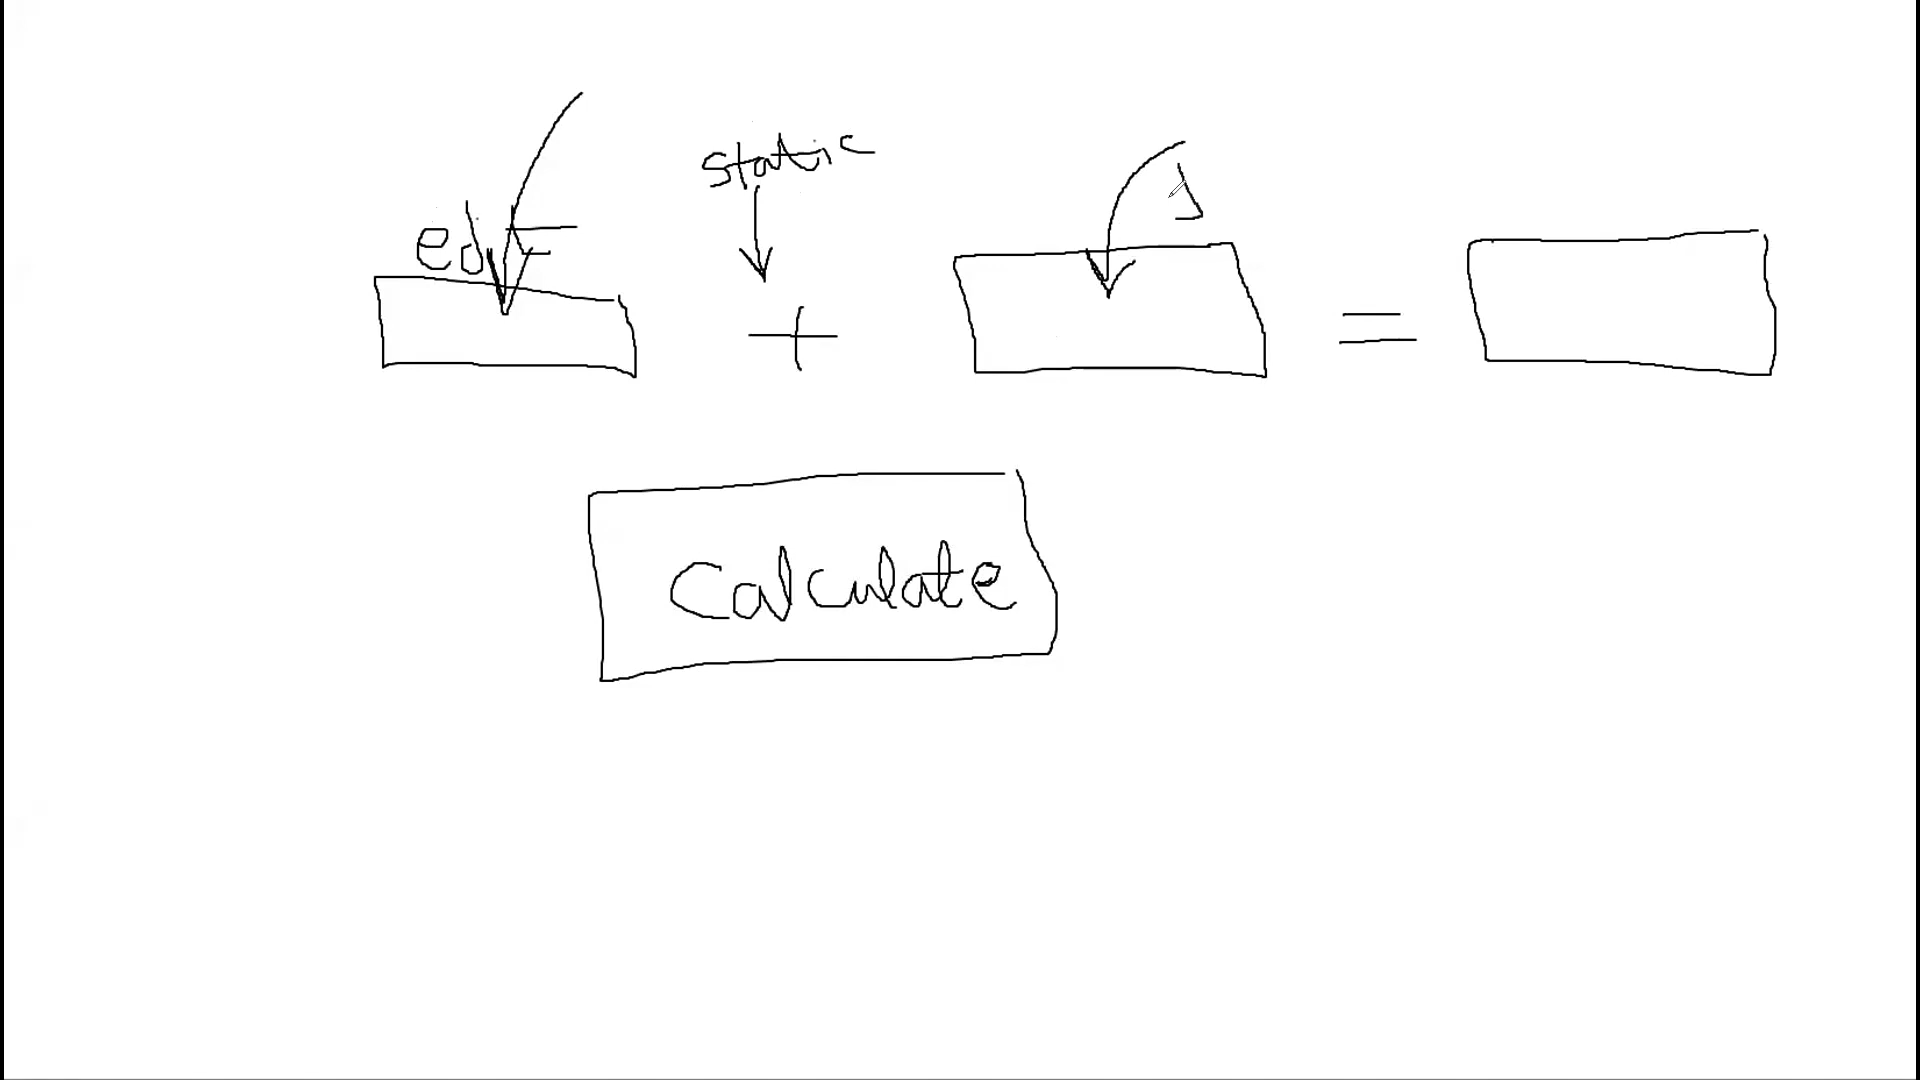 static
edit
+ =
Calculate